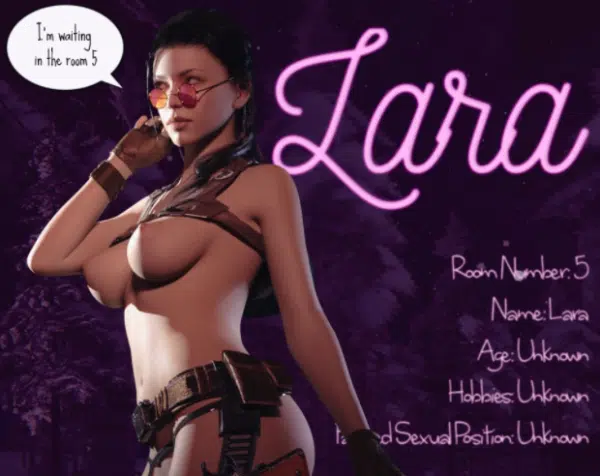 I'm waiting
in the room 5
Lara
Room Number: 5
Name: Lara
Age: Unknown
Hobbies: Unknown
Sexual Position: Unknown